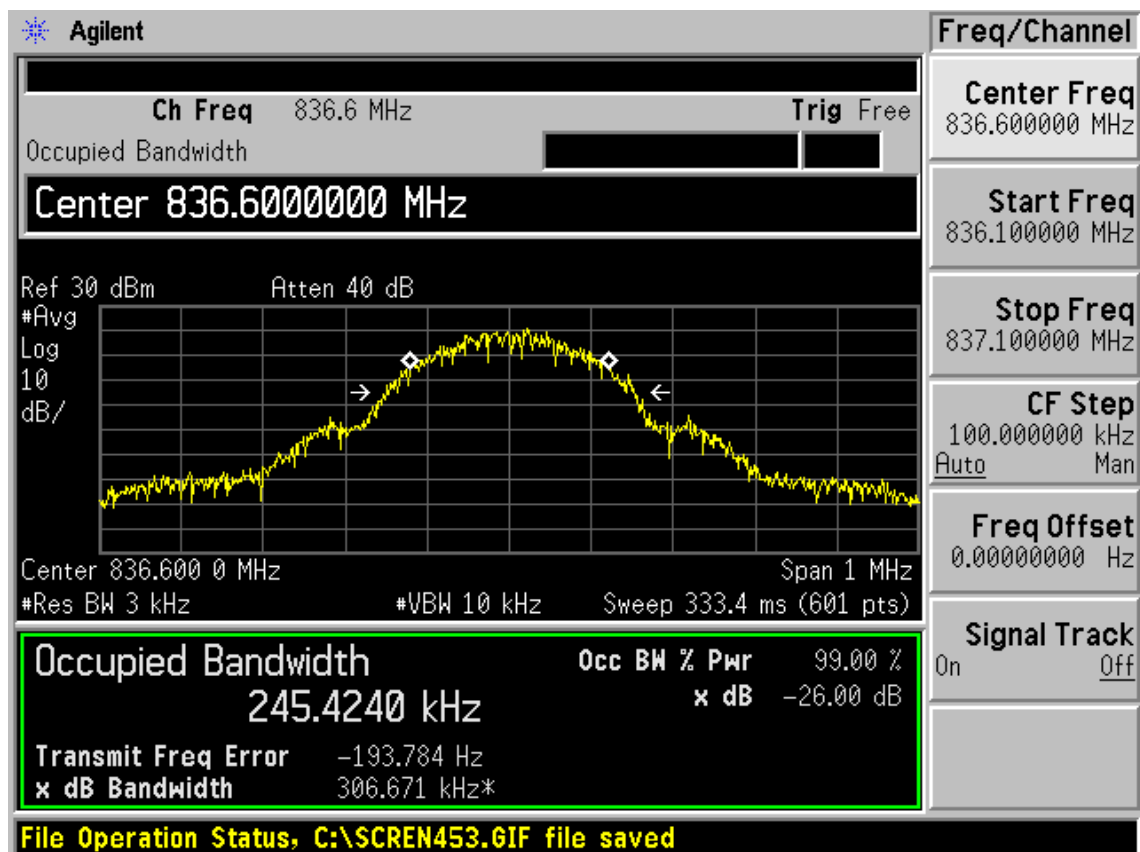 Agilent
Freq/Channel
Ch Freq 836.6 MHz Trig Free
Occupied Bandwidth
Center 836.6000000 MHz
Ref 30 dBm Atten 40 dB
#Avg
Log
10
dB/
Center 836.600 0 MHz Span 1 MHz
#Res BW 3 kHz #VBW 10 kHz Sweep 333.4 ms (601 pts)
Occupied Bandwidth Occ BW % Pwr 99.00 %
245.4240 kHz x dB -26.00 dB
Transmit Freq Error -193.784 Hz
x dB Bandwidth 306.671 kHz*
File Operation Status, C:\SCREN453.GIF file saved
Center Freq
836.600000 MHz
Start Freq
836.100000 MHz
Stop Freq
837.100000 MHz
CF Step
100.000000 kHz
Auto Man
Freq Offset
0.00000000 Hz
Signal Track
On Off